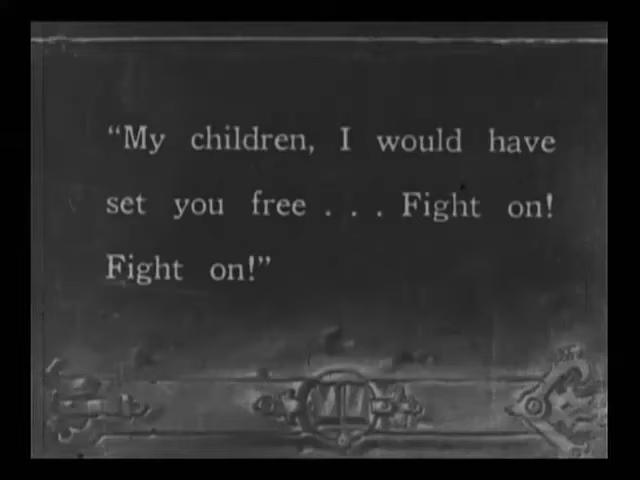 “My children, I would have
set you free . . . Fight on!
Fight on!”